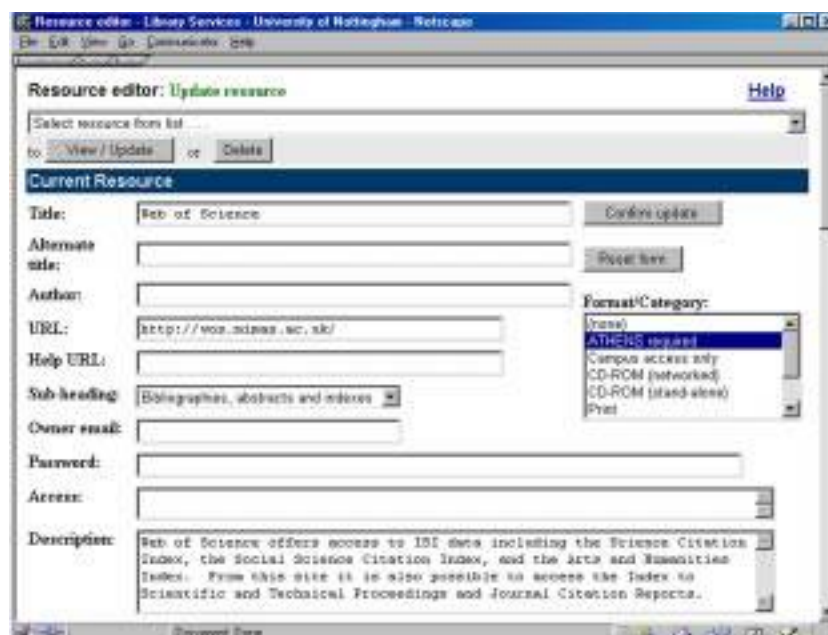 Resource editor - Library Services - University of Nottingham - Netscape
File Edit View Go Communicator Help
Resource editor: Update resource
Help
Select resource from list
to View / Update or Delete
Current Resource
Title: Web of Science
Confirm update
Alternate title:
Reset form
Author:
Format/Category:
(none)
ATHENS required
Campus access only
CD-ROM (networked)
CD-ROM (stand-alone)
Print
URL: http://wos.mimas.ac.uk/
Help URL:
Sub-heading: Bibliographies, abstracts and indexes
Owner email:
Password:
Access:
Description: Web of Science offers access to ISI data including the Science Citation
Index, the Social Science Citation Index, and the Arts and Humanities
Index. From this site it is also possible to access the Index to
Scientific and Technical Proceedings and Journal Citation Reports.
Document: Done